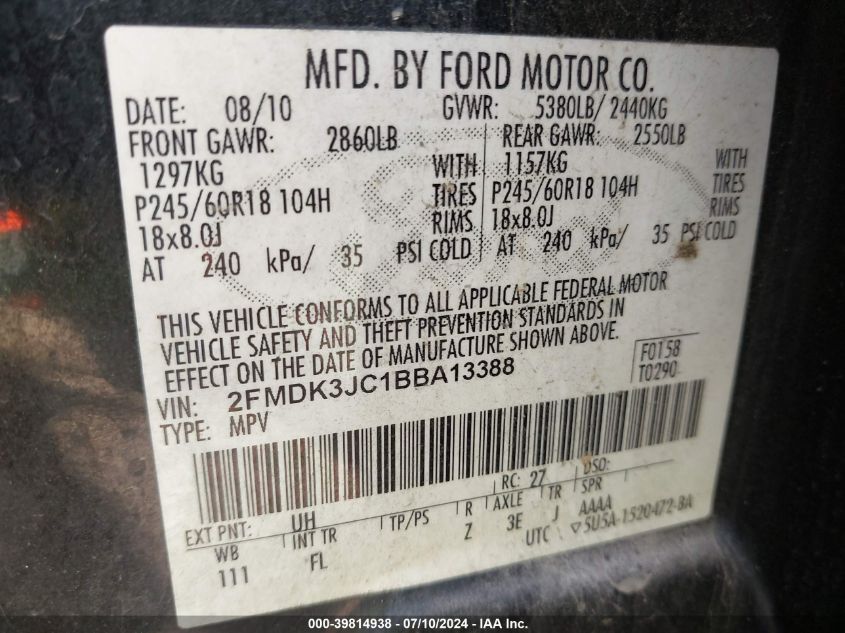 MFD. BY FORD MOTOR CO.
DATE: 08/10 GVWR: 5380LB/ 2440KG
FRONT GAWR: 2860LB REAR GAWR: 2550LB
1297KG WITH 1157KG WITH
P245/60R18 104H TIRES P245/60R18 104H TIRES
18x8.0J RIMS 18x8.0J RIMS
AT 240 kPa/ 35 PSI COLD AT 240 kPa/ 35 PSI COLD
THIS VEHICLE CONFORMS TO ALL APPLICABLE FEDERAL MOTOR
VEHICLE SAFETY AND THEFT PREVENTION STANDARDS IN
EFFECT ON THE DATE OF MANUFACTURE SHOWN ABOVE.
VIN: 2FMDK3JC1BBA13388 F0158
TYPE: MPV T0290
RC: 27 DSO:
EXT PNT: UH
WB INT TR TP/PS R AXLE TR SPR
111 FL Z 3E J AAAA
UTC ▽5U5A-1520472-BA
000-39814938 - 07/10/2024 - IAA Inc.